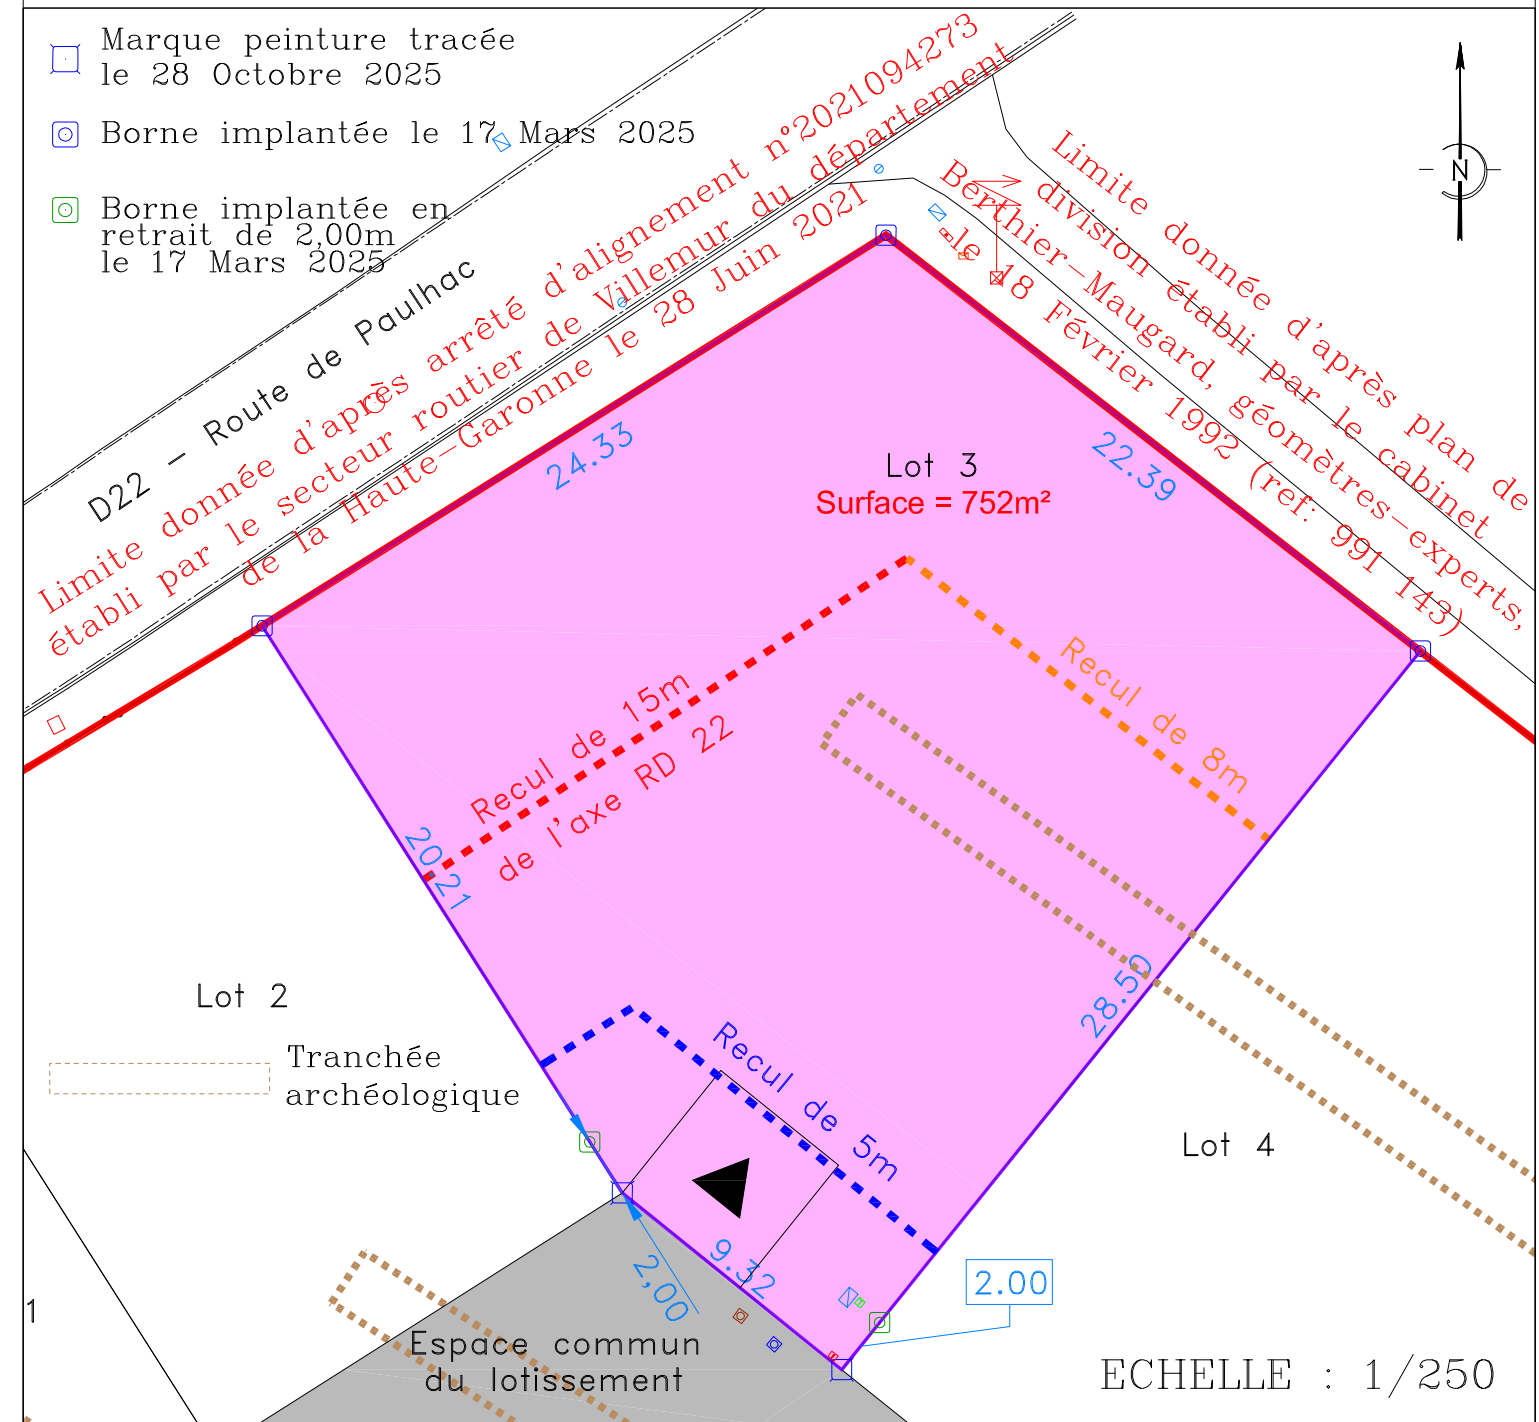 Marque peinture tracée
le 28 Octobre 2025
Borne implantée le 17 Mars 2025
Borne implantée en
retrait de 2,00m
le 17 Mars 2025
N
D22 – Route de Paulhac
Limite donnée d'après arrêté d'alignement n°2021094273
établi par le secteur routier de Villemur du département
de la Haute-Garonne le 28 Juin 2021
Limite donnée d'après plan de
division établi par le cabinet
Berthier-Maugard, géomètres-experts,
le 18 Février 1992 (ref: 991 143)
24.33
22.39
Lot 3
Surface = 752m²
Recul de 15m
de l'axe RD 22
Recul de 8m
20.21
28.50
Lot 2
Tranchée
archéologique
Recul de 5m
Lot 4
9.32
2,00
2.00
1
Espace commun
du lotissement
ECHELLE : 1/250